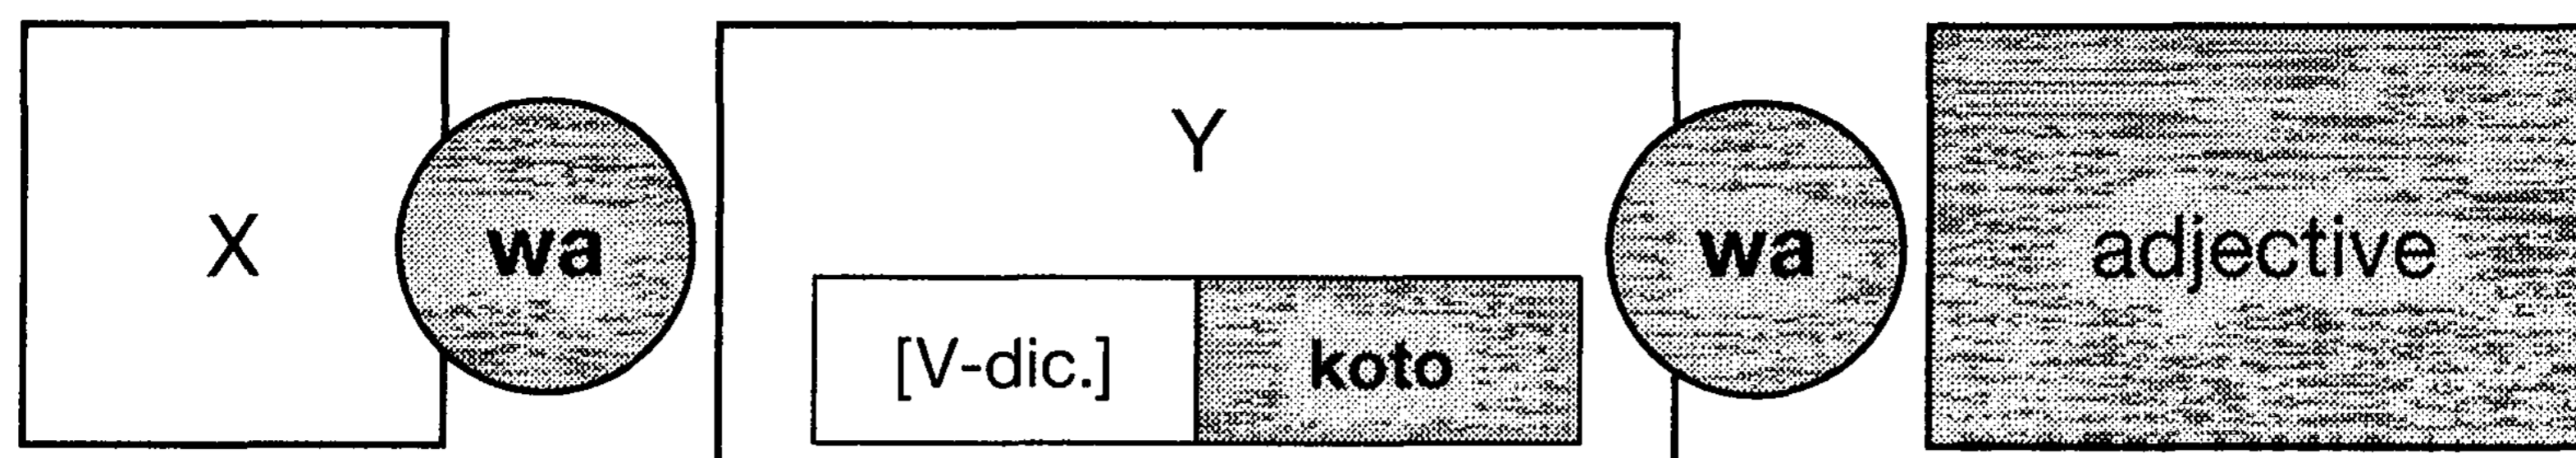 X wa Y wa adjective
[V-dic.] koto